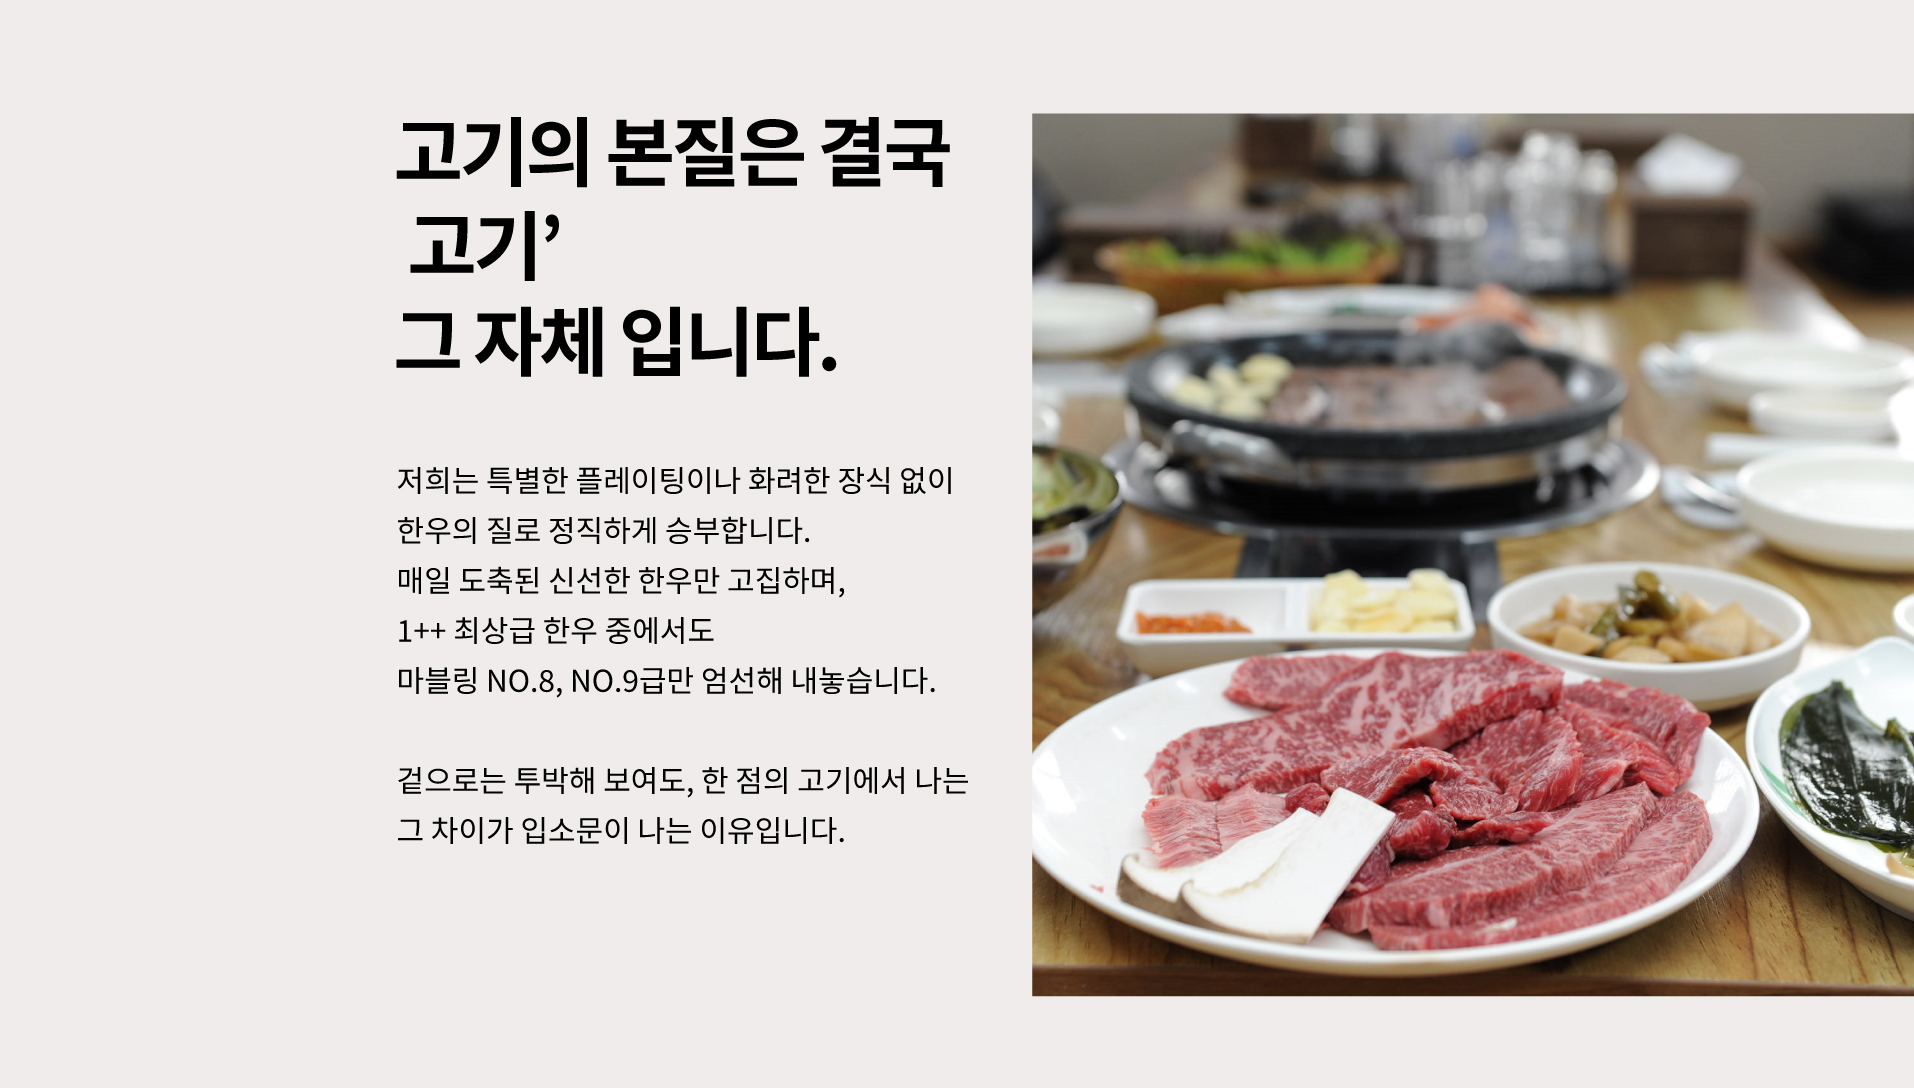 고기의 본질은 결국
고기’
그 자체 입니다.
저희는 특별한 플레이팅이나 화려한 장식 없이
한우의 질로 정직하게 승부합니다.
매일 도축된 신선한 한우만 고집하며,
1++ 최상급 한우 중에서도
마블링 NO.8, NO.9급만 엄선해 내놓습니다.
겉으로는 투박해 보여도, 한 점의 고기에서 나는
그 차이가 입소문이 나는 이유입니다.